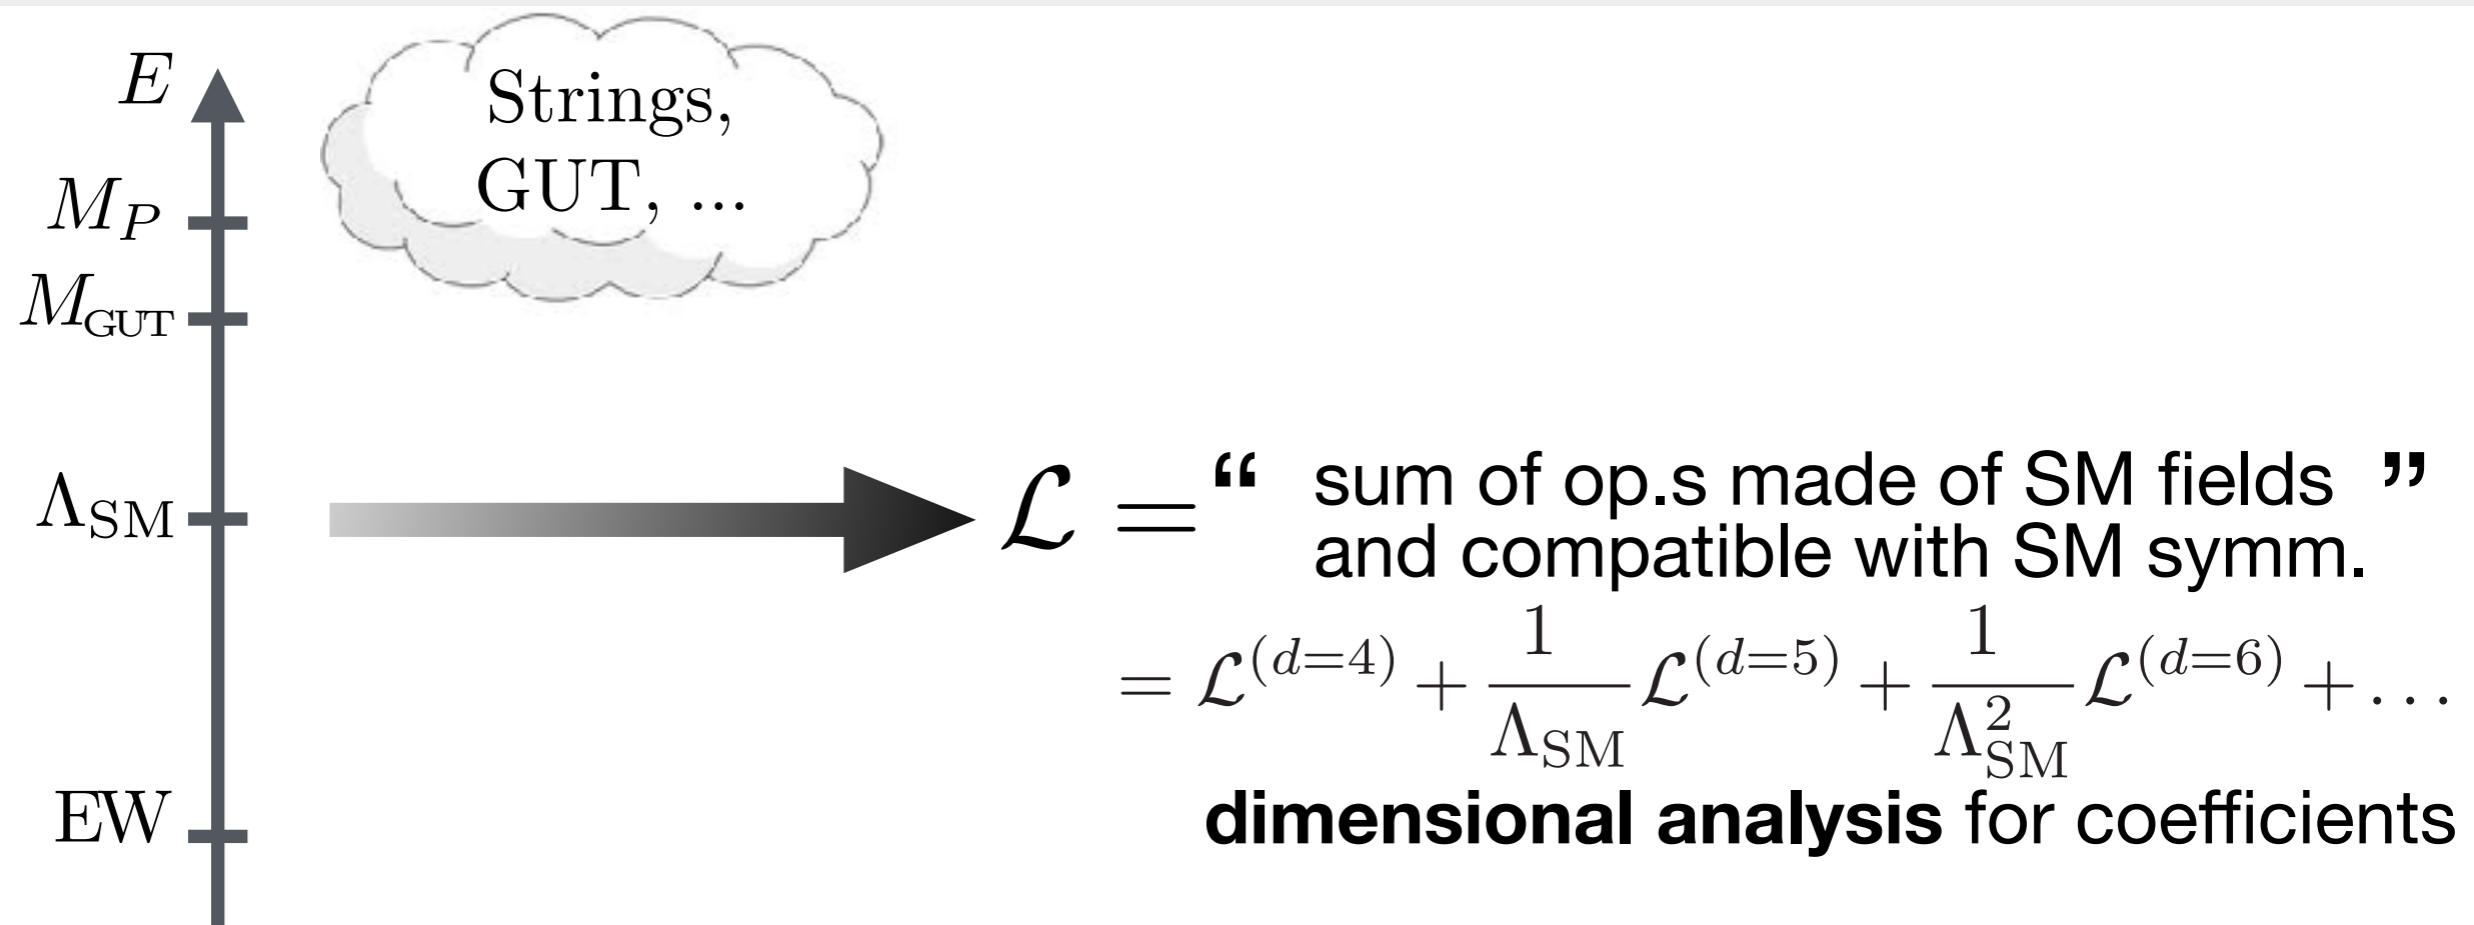 E
Strings,
GUT, ...
M_P
M_GUT
Λ_SM
ℒ = “ sum of op.s made of SM fields ”
and compatible with SM symm.
= ℒ^(d=4) + 1/Λ_SM ℒ^(d=5) + 1/Λ_SM^2 ℒ^(d=6) + . . .
EW
dimensional analysis for coefficients